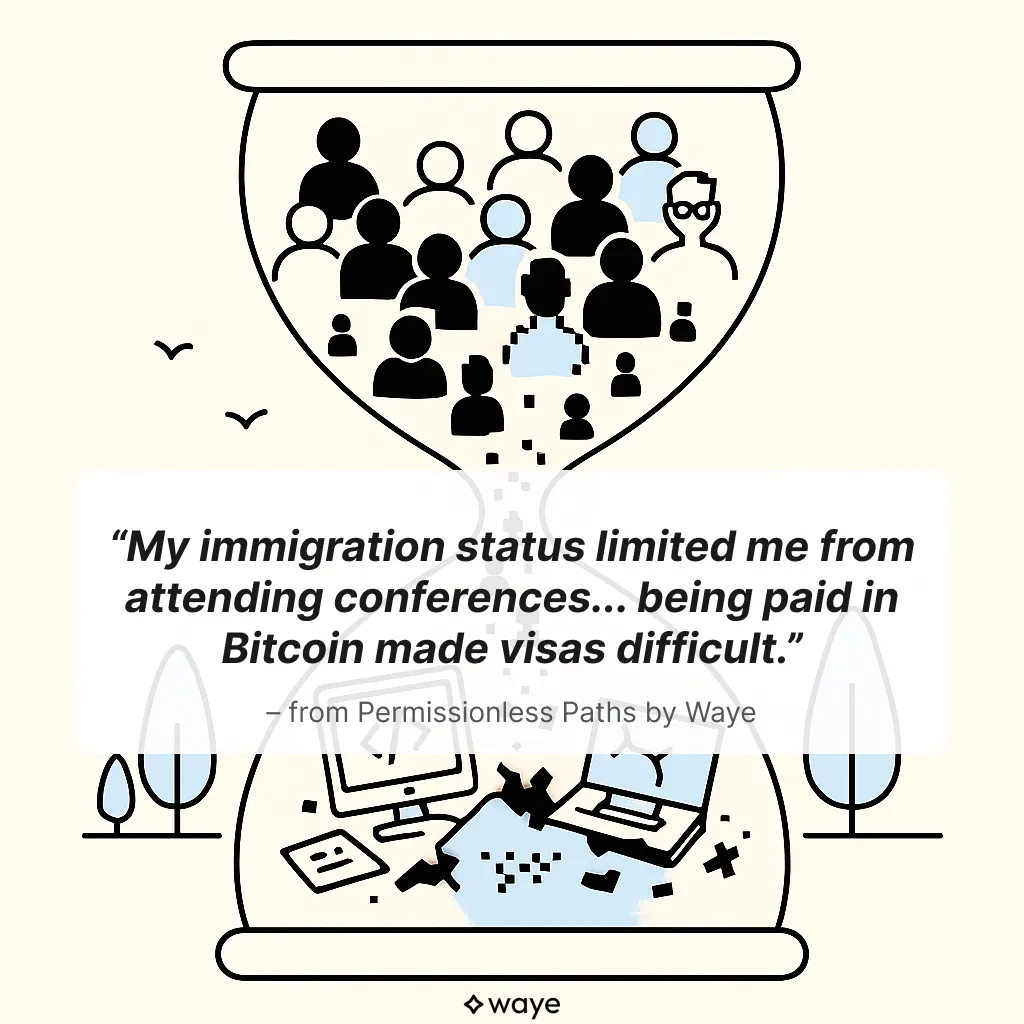 “My immigration status limited me from
attending conferences... being paid in
Bitcoin made visas difficult.”
– from Permissionless Paths by Waye
waye